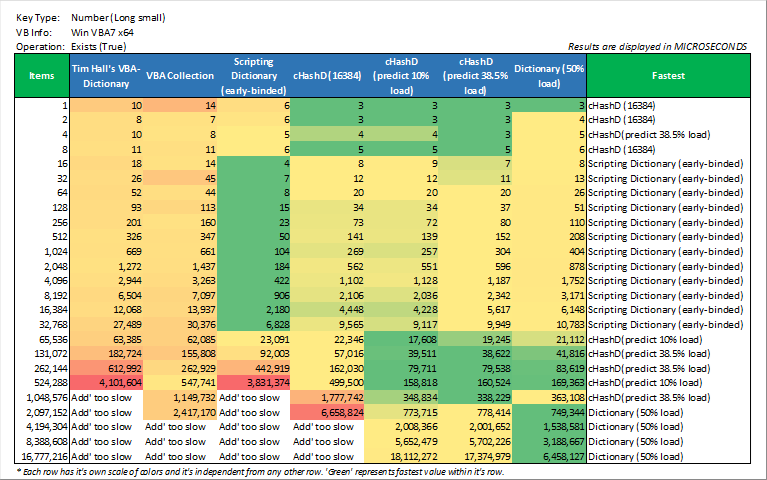 Key Type: Number (Long small)
VB Info: Win VBA7 x64
Operation: Exists (True)
Results are displayed in MICROSECONDS
Items Tim Hall's VBA-Dictionary VBA Collection Scripting Dictionary (early-binded) cHashD (16384) cHashD (predict 10% load) cHashD (predict 38.5% load) Dictionary (50% load) Fastest
1 10 14 6 3 3 3 3 cHashD (16384)
2 8 7 6 3 3 3 4 cHashD (16384)
4 10 8 5 4 4 3 5 cHashD(predict 38.5% load)
8 11 11 6 5 5 5 6 cHashD (16384)
16 18 14 4 8 9 7 8 Scripting Dictionary (early-binded)
32 26 45 7 12 12 11 13 Scripting Dictionary (early-binded)
64 52 44 8 20 20 20 26 Scripting Dictionary (early-binded)
128 93 113 15 34 34 37 51 Scripting Dictionary (early-binded)
256 201 160 23 73 72 80 110 Scripting Dictionary (early-binded)
512 326 347 50 141 139 152 208 Scripting Dictionary (early-binded)
1,024 669 661 104 269 257 304 404 Scripting Dictionary (early-binded)
2,048 1,272 1,437 184 562 551 596 878 Scripting Dictionary (early-binded)
4,096 2,944 3,263 422 1,102 1,128 1,187 1,752 Scripting Dictionary (early-binded)
8,192 6,504 7,097 906 2,106 2,036 2,342 3,171 Scripting Dictionary (early-binded)
16,384 12,068 13,937 2,180 4,448 4,228 5,617 6,148 Scripting Dictionary (early-binded)
32,768 27,489 30,376 6,828 9,565 9,117 9,949 10,783 Scripting Dictionary (early-binded)
65,536 63,385 62,085 23,091 22,346 17,608 19,245 21,112 cHashD(predict 10% load)
131,072 182,724 155,808 92,003 57,016 39,511 38,622 41,816 cHashD(predict 38.5% load)
262,144 612,992 262,929 442,919 162,030 79,711 79,538 83,619 cHashD(predict 38.5% load)
524,288 4,101,604 547,741 3,831,374 499,500 158,818 160,524 169,363 cHashD(predict 10% load)
1,048,576 Add' too slow 1,149,732 Add' too slow 1,777,742 348,834 338,229 363,108 cHashD(predict 38.5% load)
2,097,152 Add' too slow 2,417,170 Add' too slow 6,658,824 773,715 778,414 749,344 Dictionary (50% load)
4,194,304 Add' too slow Add' too slow Add' too slow Add' too slow 2,008,366 2,001,652 1,538,581 Dictionary (50% load)
8,388,608 Add' too slow Add' too slow Add' too slow Add' too slow 5,652,479 5,702,226 3,188,667 Dictionary (50% load)
16,777,216 Add' too slow Add' too slow Add' too slow Add' too slow 18,112,272 17,374,979 6,458,127 Dictionary (50% load)
* Each row has it's own scale of colors and it's independent from any other row. 'Green' represents fastest value within it's row.